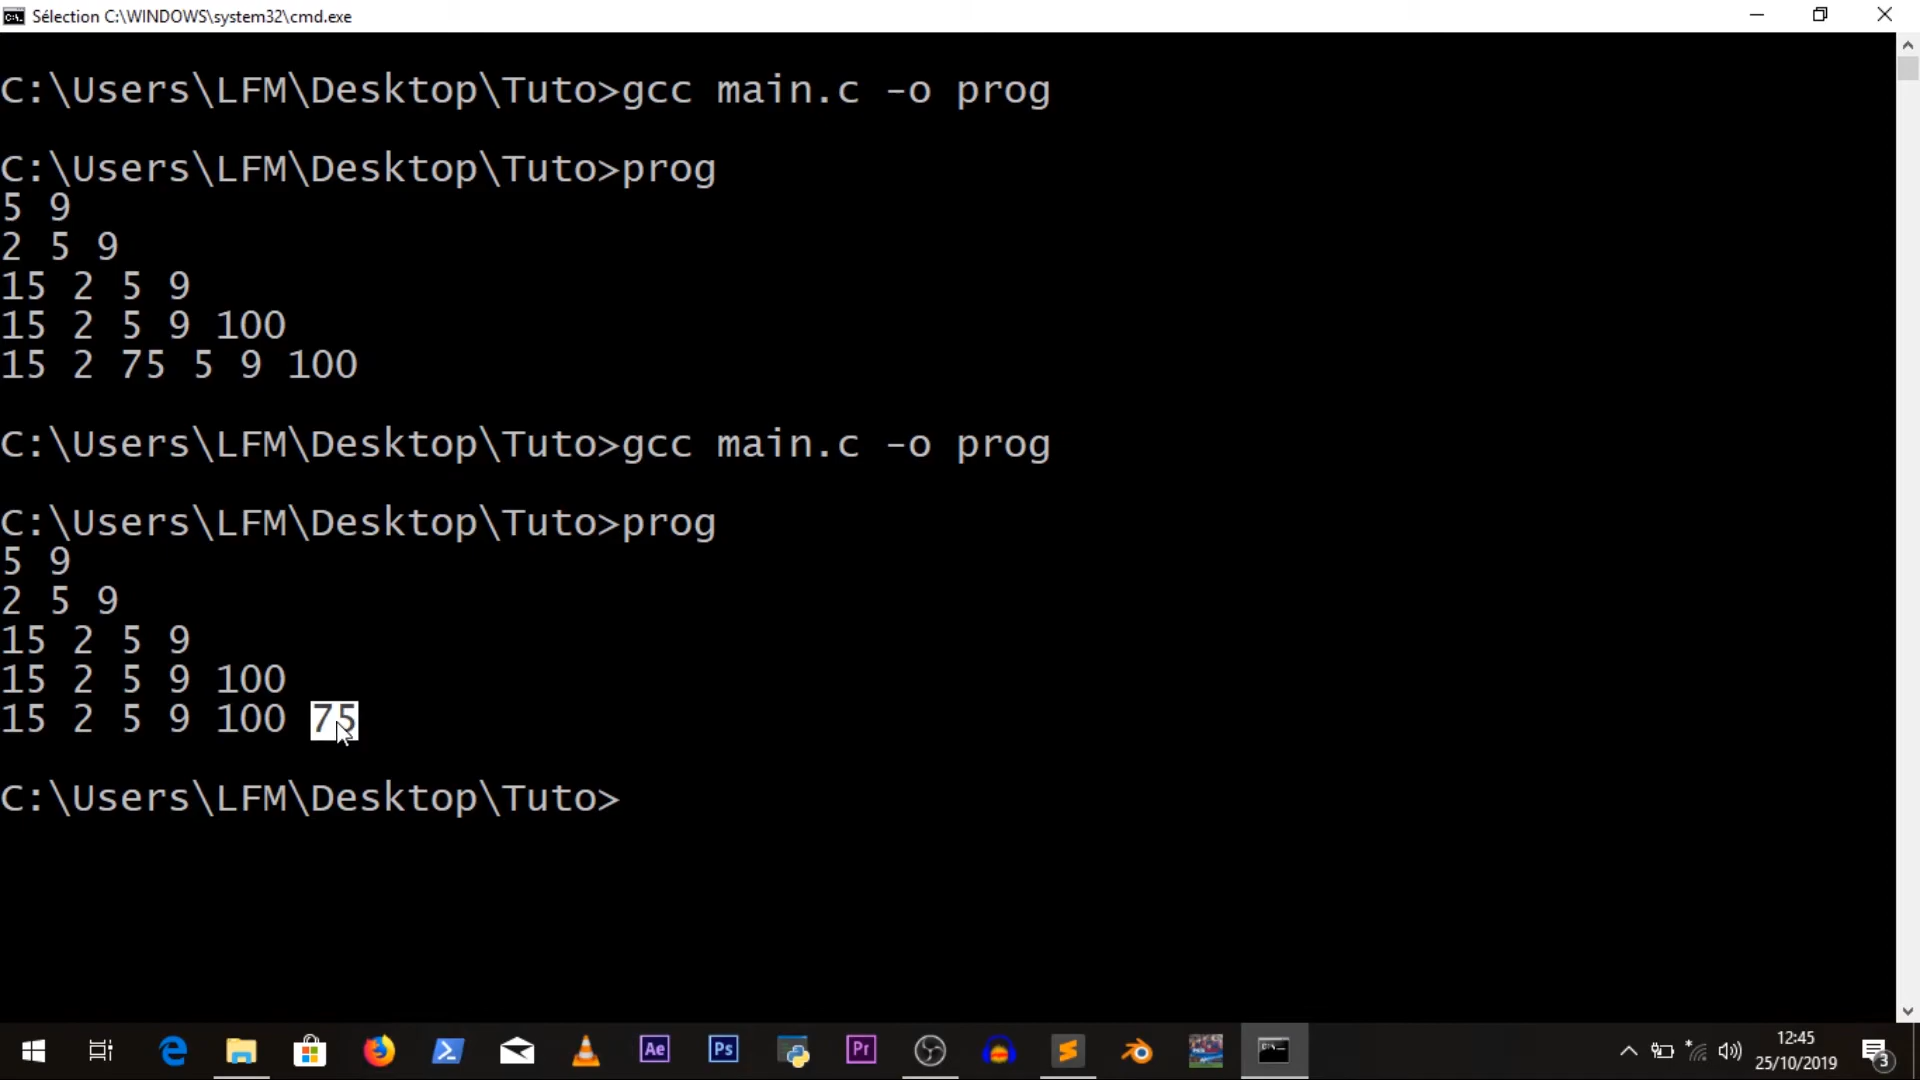 Sélection C:\WINDOWS\system32\cmd.exe
C:\Users\LFM\Desktop\Tuto>gcc main.c -o prog
C:\Users\LFM\Desktop\Tuto>prog
5 9
2 5 9
15 2 5 9
15 2 5 9 100
15 2 75 5 9 100
C:\Users\LFM\Desktop\Tuto>gcc main.c -o prog
C:\Users\LFM\Desktop\Tuto>prog
5 9
2 5 9
15 2 5 9
15 2 5 9 100
15 2 5 9 100 75
C:\Users\LFM\Desktop\Tuto>
Ae Ps Pr
12:45
25/10/2019
3